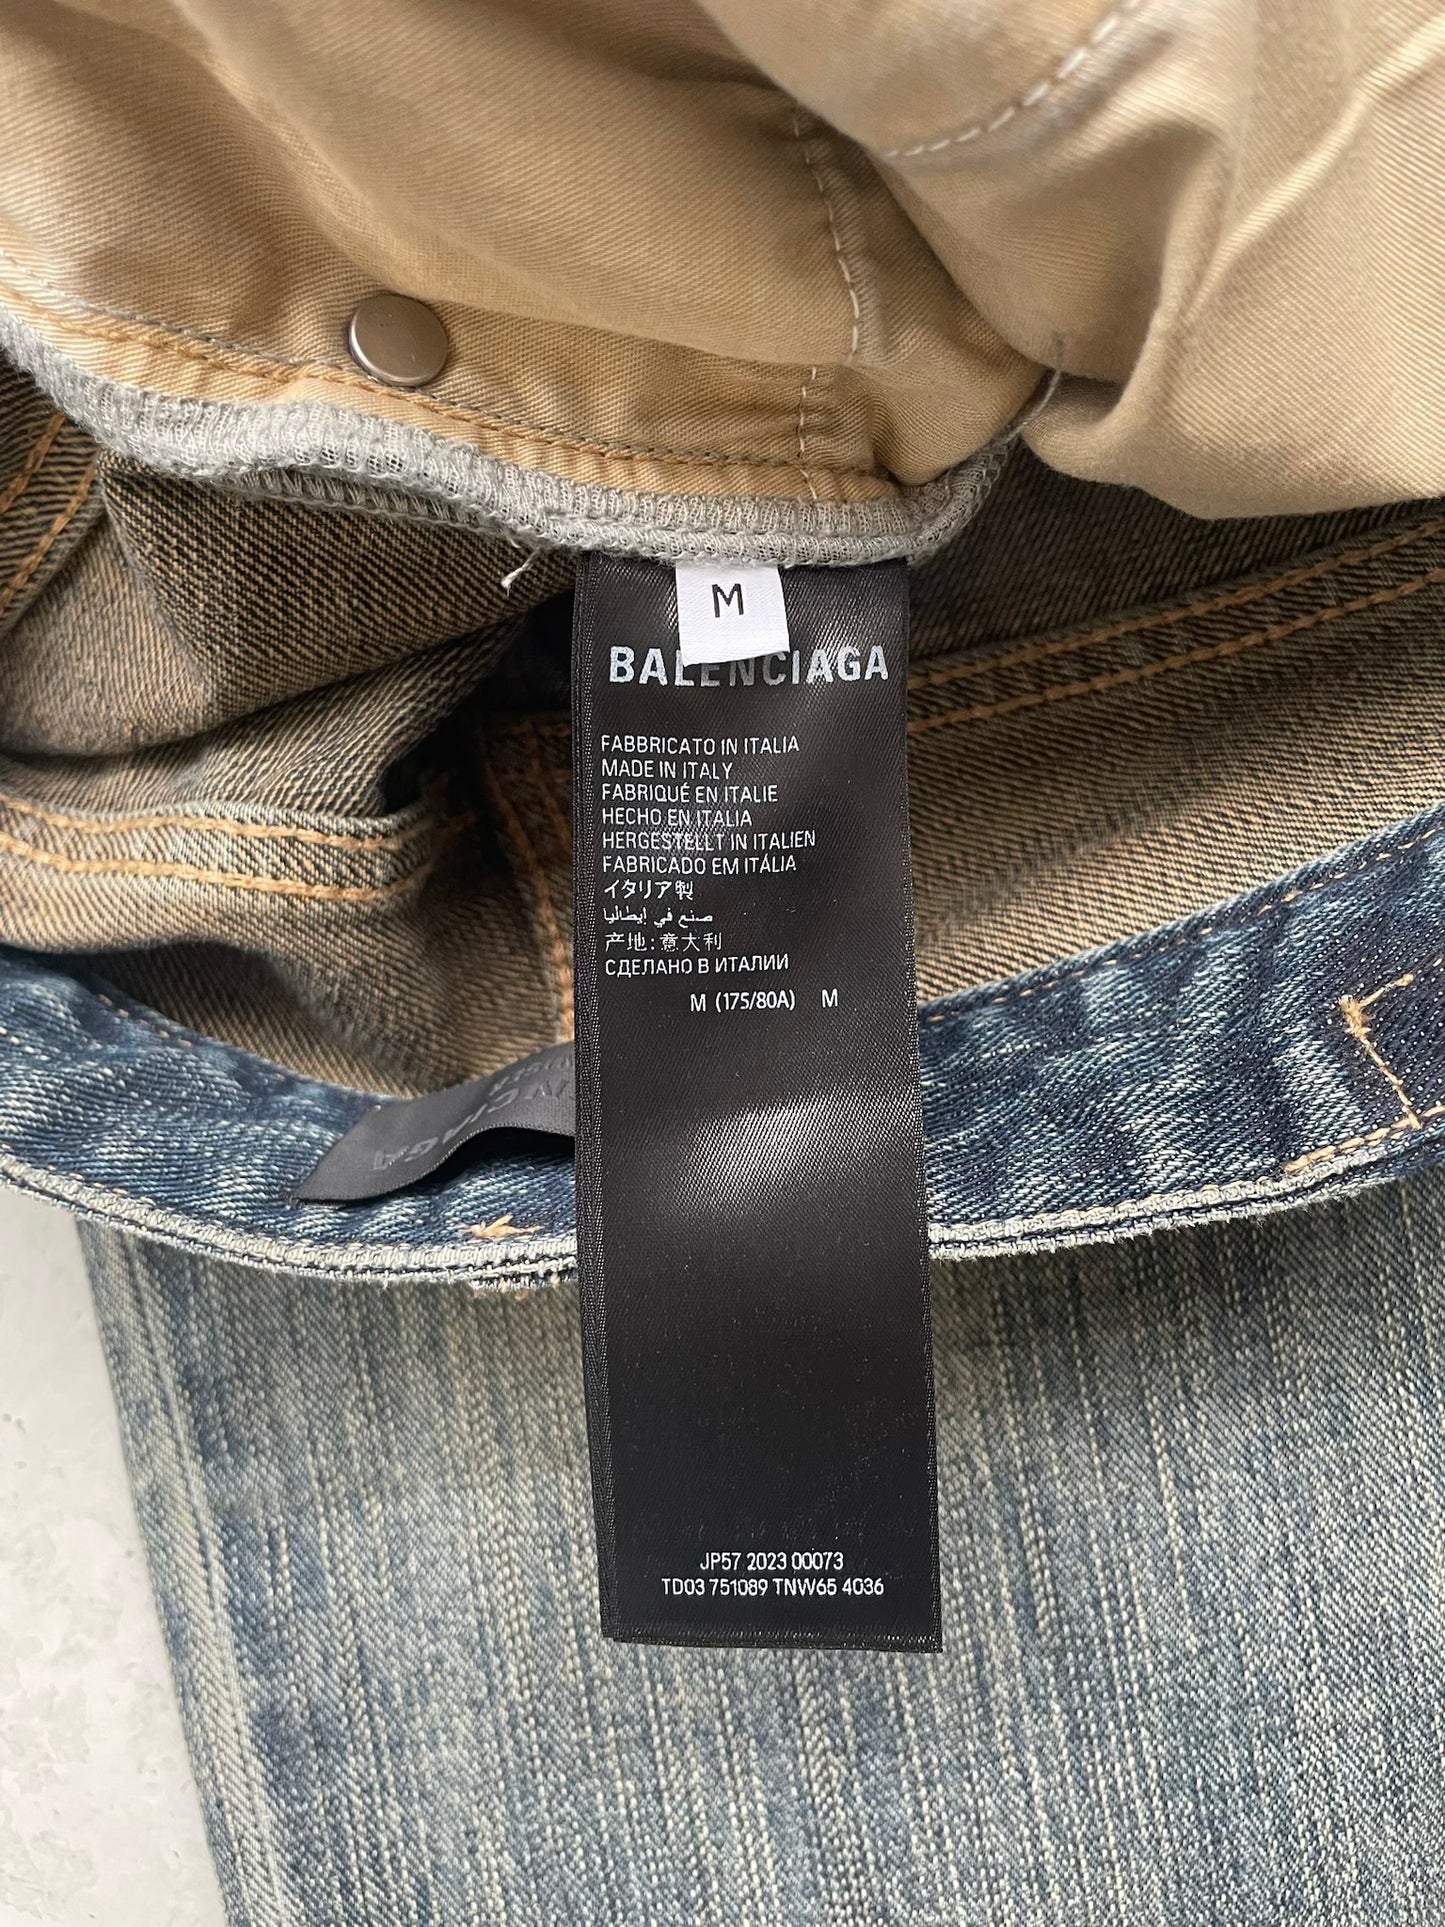 M
BALENCIAGA
FABBRICATO IN ITALIA
MADE IN ITALY
FABRIQUÉ EN ITALIE
HECHO EN ITALIA
HERGESTELLT IN ITALIEN
FABRICADO EM ITÁLIA
イタリア製
صنع في إيطاليا
产地:意大利
СДЕЛАНО В ИТАЛИИ
M (175/80A) M
JP57 2023 00073
TD03 751089 TNW65 4036